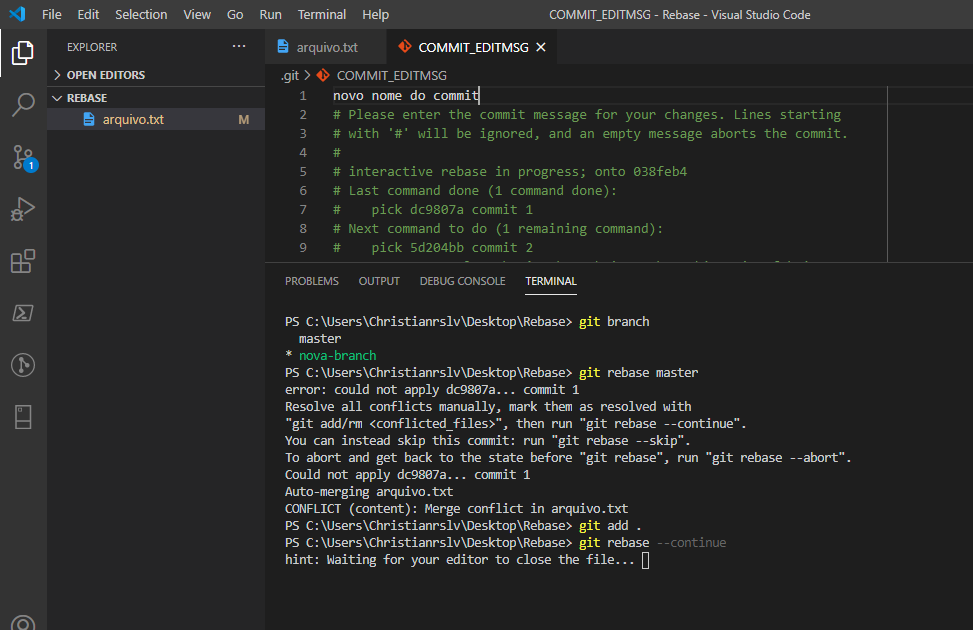 File Edit Selection View Go Run Terminal Help COMMIT_EDITMSG - Rebase - Visual Studio Code
EXPLORER ···
OPEN EDITORS
REBASE
arquivo.txt M
1
arquivo.txt COMMIT_EDITMSG
.git > COMMIT_EDITMSG
1 novo nome do commit
2 # Please enter the commit message for your changes. Lines starting
3 # with '#' will be ignored, and an empty message aborts the commit.
4 #
5 # interactive rebase in progress; onto 038feb4
6 # Last command done (1 command done):
7 #    pick dc9807a commit 1
8 # Next command to do (1 remaining command):
9 #    pick 5d204bb commit 2
PROBLEMS OUTPUT DEBUG CONSOLE TERMINAL
PS C:\Users\Christianrslv\Desktop\Rebase> git branch
  master
* nova-branch
PS C:\Users\Christianrslv\Desktop\Rebase> git rebase master
error: could not apply dc9807a... commit 1
Resolve all conflicts manually, mark them as resolved with
"git add/rm <conflicted_files>", then run "git rebase --continue".
You can instead skip this commit: run "git rebase --skip".
To abort and get back to the state before "git rebase", run "git rebase --abort".
Could not apply dc9807a... commit 1
Auto-merging arquivo.txt
CONFLICT (content): Merge conflict in arquivo.txt
PS C:\Users\Christianrslv\Desktop\Rebase> git add .
PS C:\Users\Christianrslv\Desktop\Rebase> git rebase --continue
hint: Waiting for your editor to close the file...